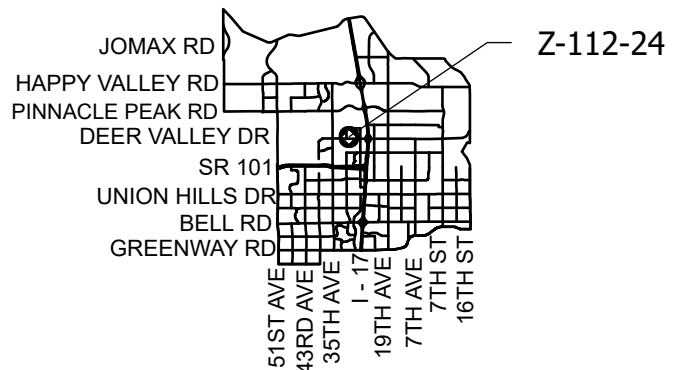 JOMAX RD
Z-112-24
HAPPY VALLEY RD
PINNACLE PEAK RD
DEER VALLEY DR
SR 101
UNION HILLS DR
BELL RD
GREENWAY RD
51ST AVE
43RD AVE
35TH AVE
I - 17
19TH AVE
7TH AVE
7TH ST
16TH ST